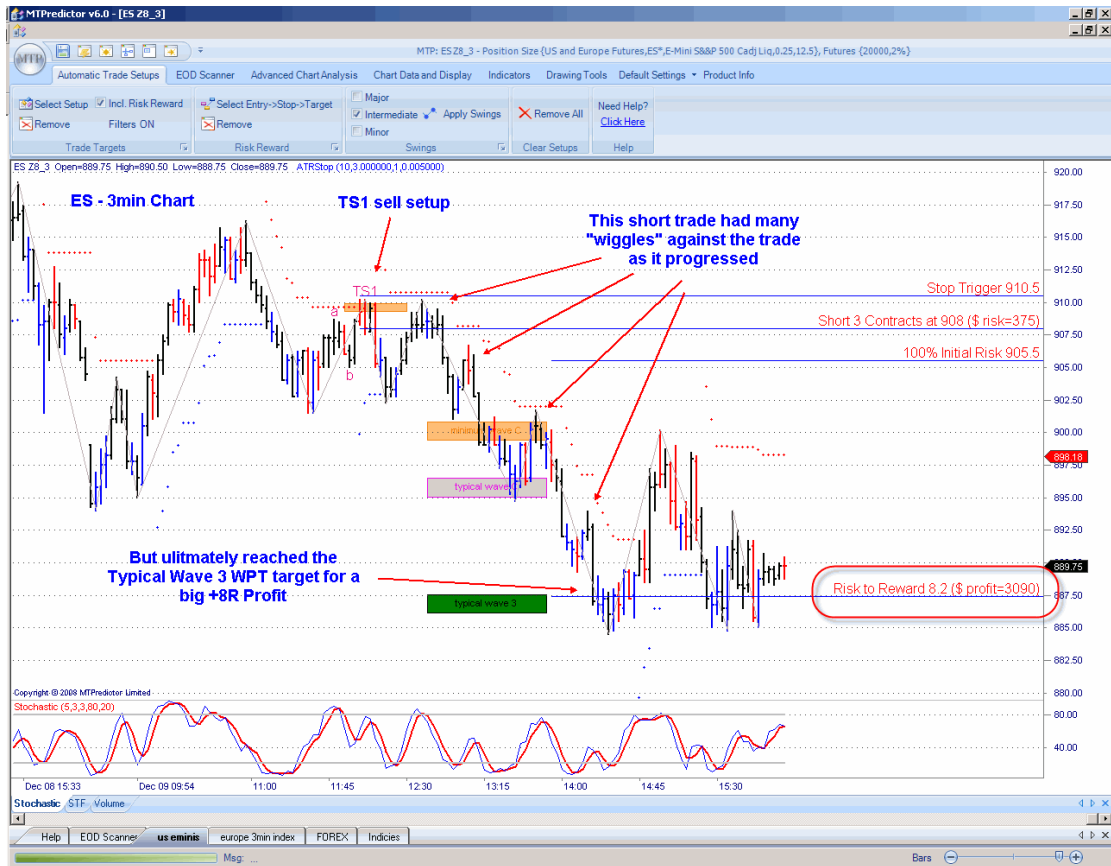 MTPredictor v6.0 - [ES Z8_3]
MTP: ES Z8_3 - Position Size {US and Europe Futures,ES*,E-Mini S&&P 500 Cadj Liq,0.25,12.5}, Futures {20000,2%}
MTP
Automatic Trade Setups EOD Scanner Advanced Chart Analysis Chart Data and Display Indicators Drawing Tools Default Settings Product Info
Select Setup Incl. Risk Reward Select Entry->Stop->Target Major
Intermediate Apply Swings Remove All Need Help?
Remove Filters ON Remove Minor Click Here
Trade Targets Risk Reward Swings Clear Setups Help
ES Z8_3 Open=889.75 High=890.50 Low=888.75 Close=889.75 ATRStop (10,3.000000,1,0.005000)
ES - 3min Chart
TS1 sell setup
This short trade had many
"wiggles" against the trade
as it progressed
TS1
a
b
Stop Trigger 910.5
Short 3 Contracts at 908 ($ risk=375)
100% Initial Risk 905.5
typical wave
But ulitmately reached the
Typical Wave 3 WPT target for a
big +8R Profit
typical wave 3
Risk to Reward 8.2 ($ profit=3090)
920.00
917.50
915.00
912.50
910.00
907.50
905.00
902.50
900.00
898.18
897.50
895.00
892.50
889.75
887.50
885.00
882.50
880.00
Copyright © 2008 MTPredictor Limited
Stochastic (5,3,3,80,20)
80.00
40.00
Dec 08 15:33 Dec 09 09:54 11:00 11:45 12:30 13:15 14:00 14:45 15:30
Stochastic STF Volume
Help EOD Scanner us eminis europe 3min index FOREX Indicies
Msg: ...
Bars